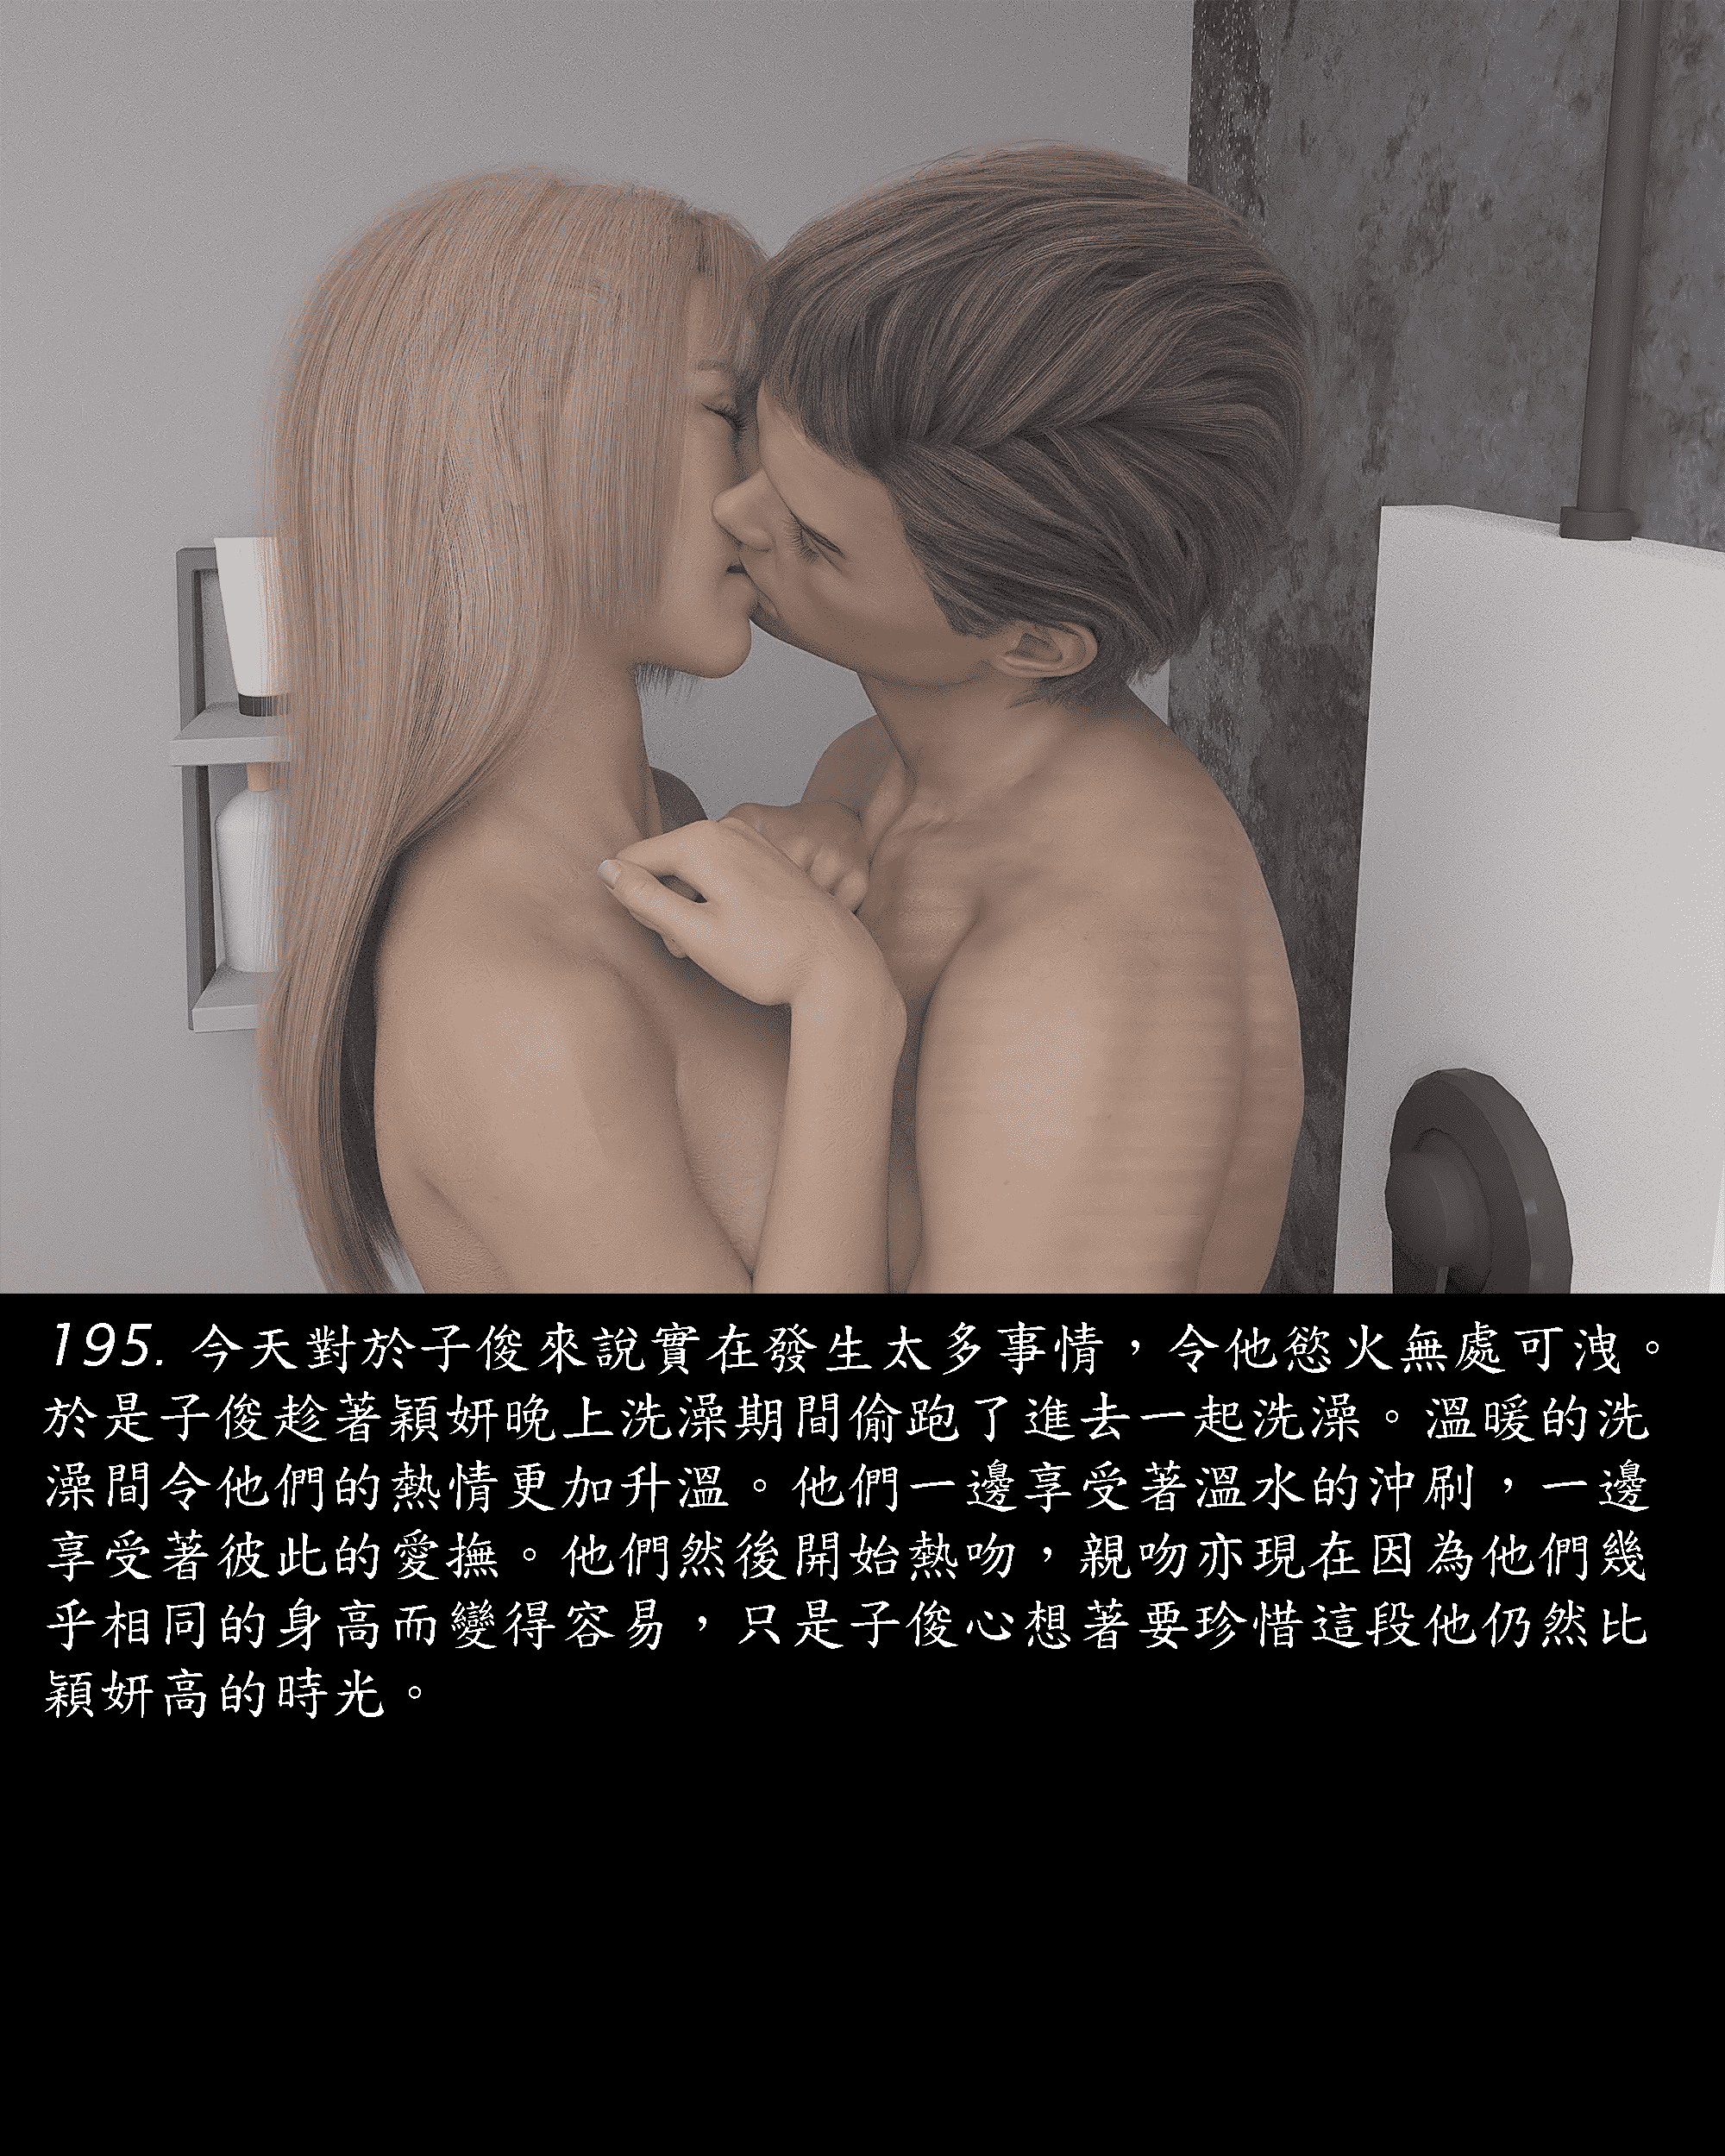 195. 今天對於子俊來說實在發生太多事情，令他慾火無處可洩。
於是子俊趁著穎妍晚上洗澡期間偷跑了進去一起洗澡。溫暖的洗
澡間令他們的熱情更加升溫。他們一邊享受著溫水的沖刷，一邊
享受著彼此的愛撫。他們然後開始熱吻，親吻亦現在因為他們幾
乎相同的身高而變得容易，只是子俊心想著要珍惜這段他仍然比
穎妍高的時光。